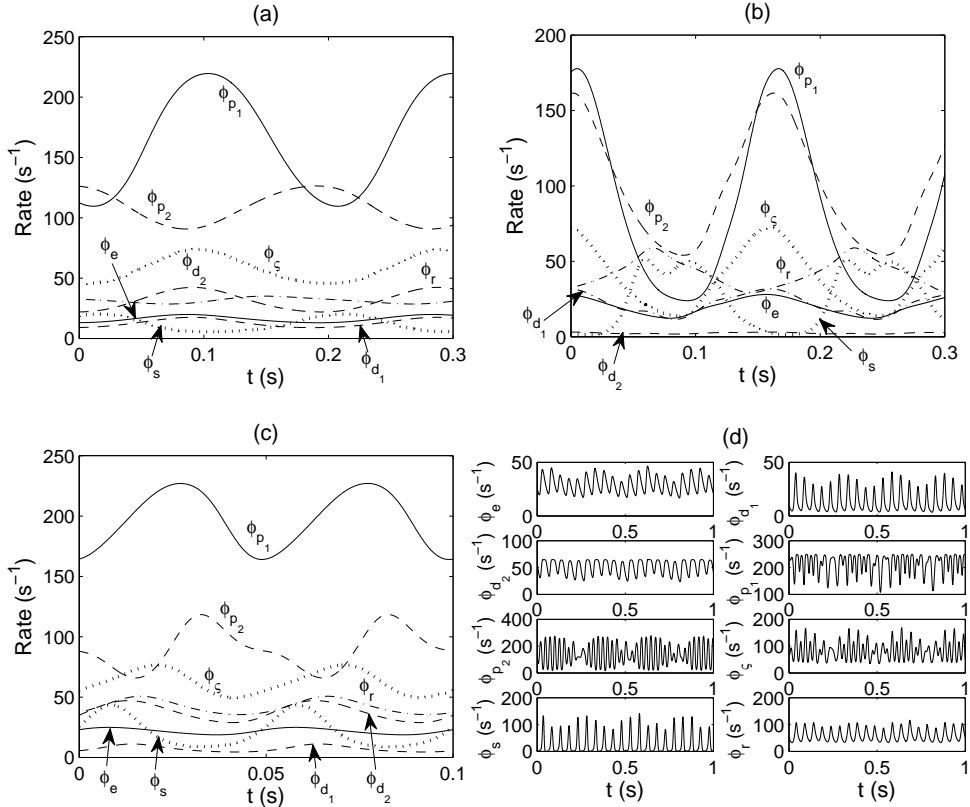 (a)
Rate (s⁻¹)
250
200
150
100
50
0
0
0.1
0.2
0.3
t (s)
ϕp₁
ϕp₂
ϕe
ϕd₂
ϕς
ϕr
ϕs
ϕd₁
(b)
Rate (s⁻¹)
200
150
100
50
0
0
0.1
0.2
0.3
t (s)
ϕp₁
ϕp₂
ϕς
ϕr
ϕe
ϕd₁
ϕd₂
ϕs
(c)
Rate (s⁻¹)
250
200
150
100
50
0
0
0.05
0.1
t (s)
ϕp₁
ϕp₂
ϕς
ϕr
ϕe
ϕs
ϕd₁
ϕd₂
(d)
ϕe (s⁻¹)
50
0
0 0.5 1
ϕd₁ (s⁻¹)
50
0
0 0.5 1
ϕd₂ (s⁻¹)
100
50
0
0 0.5 1
ϕp₁ (s⁻¹)
300
200
100
0 0.5 1
ϕp₂ (s⁻¹)
400
200
0
0 0.5 1
ϕς (s⁻¹)
200
100
0
0 0.5 1
ϕs (s⁻¹)
200
100
0
0 0.5 1
t (s)
ϕr (s⁻¹)
200
100
0
0 0.5 1
t (s)